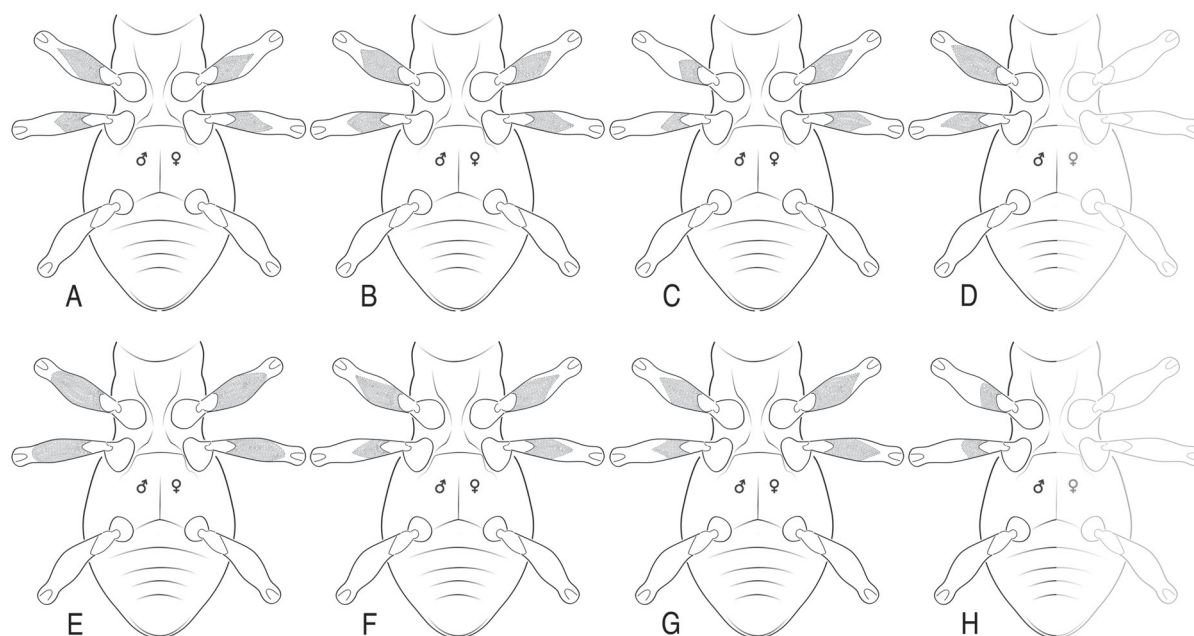 ♂ ♀ ♂ ♀ ♂ ♀ ♂ ♀
A B C D
♂ ♀ ♂ ♀ ♂ ♀ ♂ ♀
E F G H